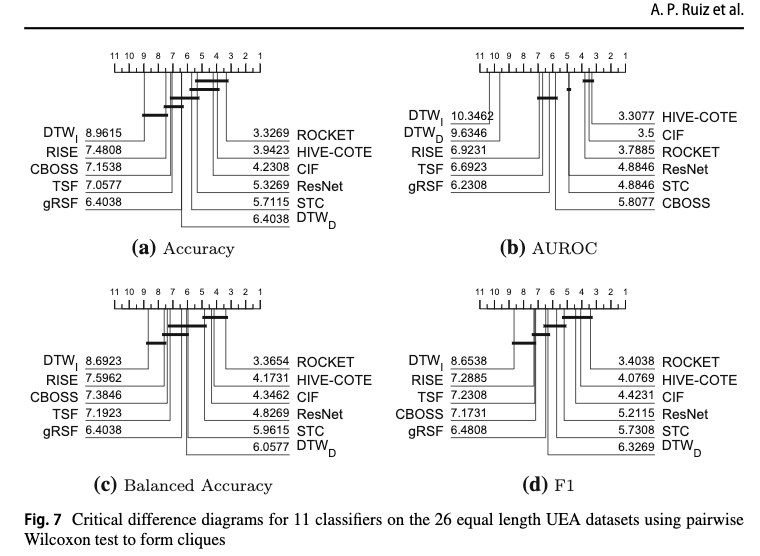 A. P. Ruiz et al.
11 10 9 8 7 6 5 4 3 2 1
DTWI 8.9615
RISE 7.4808
CBOSS 7.1538
TSF 7.0577
gRSF 6.4038
3.3269 ROCKET
3.9423 HIVE-COTE
4.2308 CIF
5.3269 ResNet
5.7115 STC
6.4038 DTWD
(a) Accuracy
11 10 9 8 7 6 5 4 3 2 1
DTWI 10.3462
DTWD 9.6346
RISE 6.9231
TSF 6.6923
gRSF 6.2308
3.3077 HIVE-COTE
3.5 CIF
3.7885 ROCKET
4.8846 ResNet
4.8846 STC
5.8077 CBOSS
(b) AUROC
11 10 9 8 7 6 5 4 3 2 1
DTWI 8.6923
RISE 7.5962
CBOSS 7.3846
TSF 7.1923
gRSF 6.4038
3.3654 ROCKET
4.1731 HIVE-COTE
4.3462 CIF
4.8269 ResNet
5.9615 STC
6.0577 DTWD
(c) Balanced Accuracy
11 10 9 8 7 6 5 4 3 2 1
DTWI 8.6538
RISE 7.2885
TSF 7.2308
CBOSS 7.1731
gRSF 6.4808
3.4038 ROCKET
4.0769 HIVE-COTE
4.4231 CIF
5.2115 ResNet
5.7308 STC
6.3269 DTWD
(d) F1
Fig. 7 Critical difference diagrams for 11 classifiers on the 26 equal length UEA datasets using pairwise
Wilcoxon test to form cliques